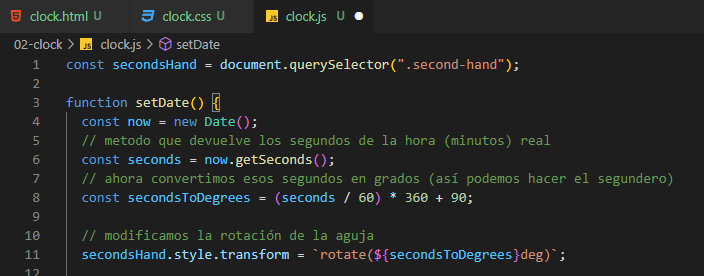 clock.html U
clock.css U
JS clock.js U
02-clock > JS clock.js > setDate
1 const secondsHand = document.querySelector(".second-hand");
2
3 function setDate() {
4 const now = new Date();
5 // metodo que devuelve los segundos de la hora (minutos) real
6 const seconds = now.getSeconds();
7 // ahora convertimos esos segundos en grados (así podemos hacer el segundero)
8 const secondsToDegrees = (seconds / 60) * 360 + 90;
9
10 // modificamos la rotación de la aguja
11 secondsHand.style.transform = `rotate(${secondsToDegrees}deg)`;
12